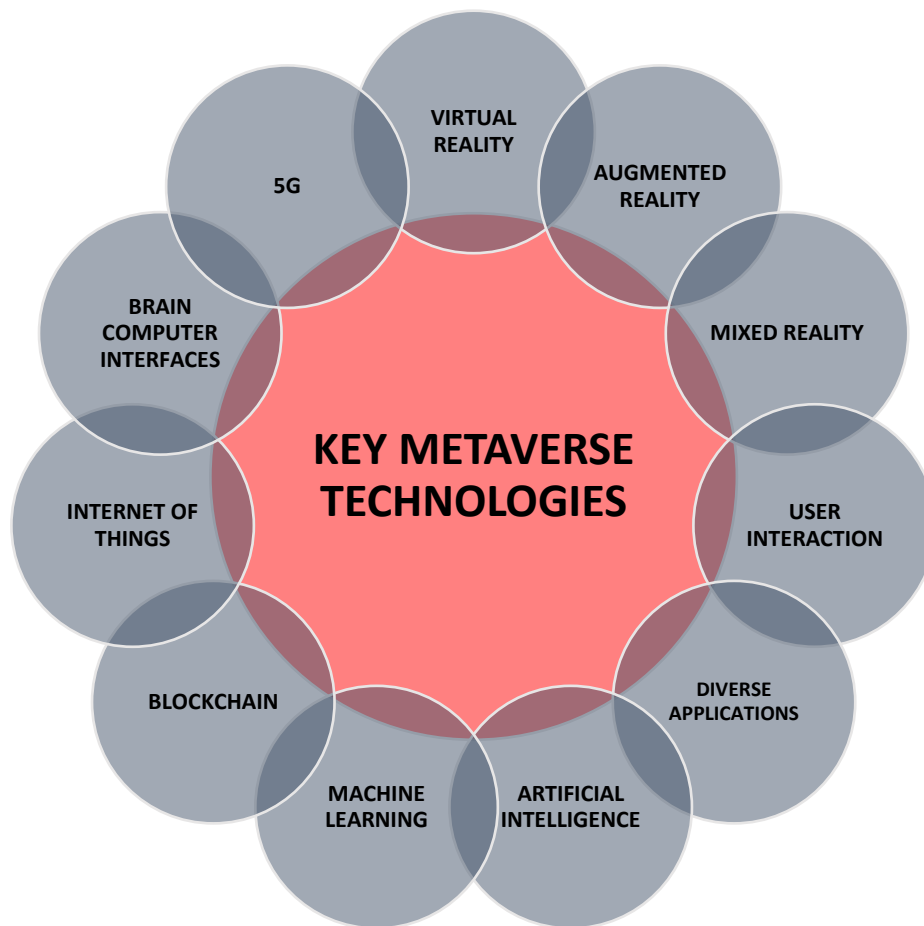 VIRTUAL
REALITY
AUGMENTED
REALITY
MIXED REALITY
USER
INTERACTION
DIVERSE
APPLICATIONS
ARTIFICIAL
INTELLIGENCE
MACHINE
LEARNING
BLOCKCHAIN
INTERNET OF
THINGS
BRAIN
COMPUTER
INTERFACES
5G
KEY METAVERSE
TECHNOLOGIES